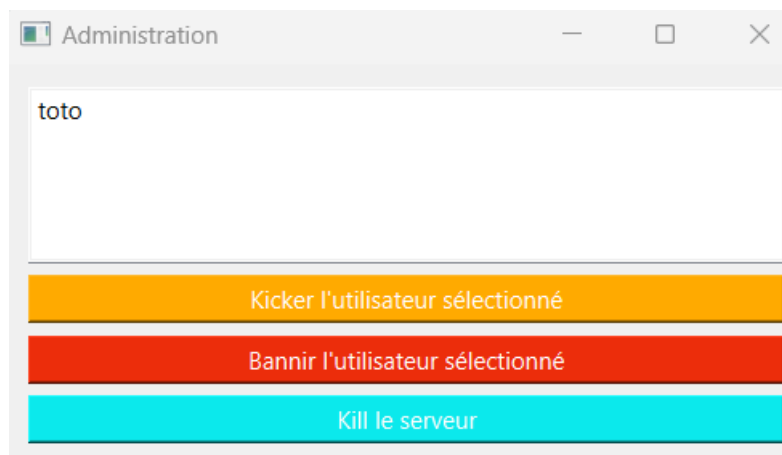 Administration
toto
Kicker l'utilisateur sélectionné
Bannir l'utilisateur sélectionné
Kill le serveur